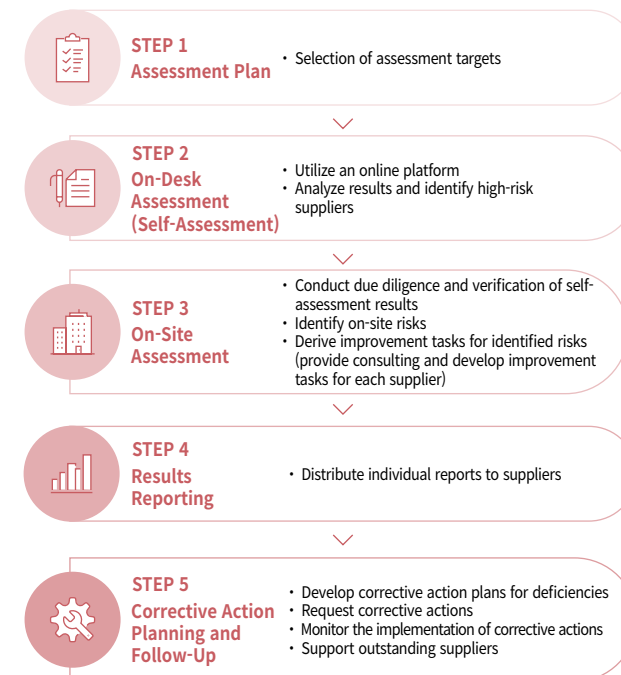 STEP 1
Assessment Plan
• Selection of assessment targets
STEP 2
On-Desk
Assessment
(Self-Assessment)
• Utilize an online platform
• Analyze results and identify high-risk
suppliers
STEP 3
On-Site
Assessment
• Conduct due diligence and verification of self-
assessment results
• Identify on-site risks
• Derive improvement tasks for identified risks
(provide consulting and develop improvement
tasks for each supplier)
STEP 4
Results
Reporting
• Distribute individual reports to suppliers
STEP 5
Corrective Action
Planning and
Follow-Up
• Develop corrective action plans for deficiencies
• Request corrective actions
• Monitor the implementation of corrective actions
• Support outstanding suppliers